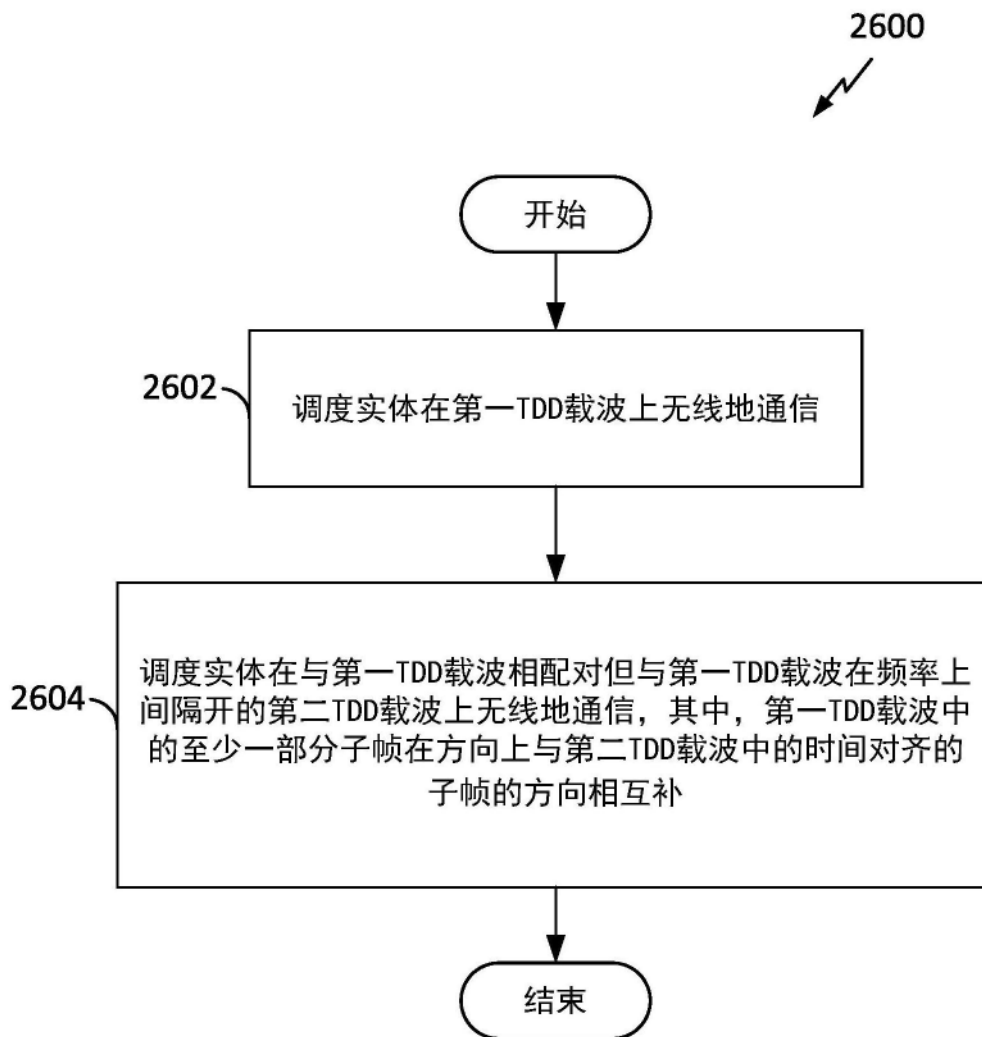 2600
开始
2602
调度实体在第一TDD载波上无线地通信
2604
调度实体在与第一TDD载波相配对但与第一TDD载波在频率上
间隔开的第二TDD载波上无线地通信，其中，第一TDD载波中
的至少一部分子帧在方向上与第二TDD载波中的时间对齐的
子帧的方向相互补
结束